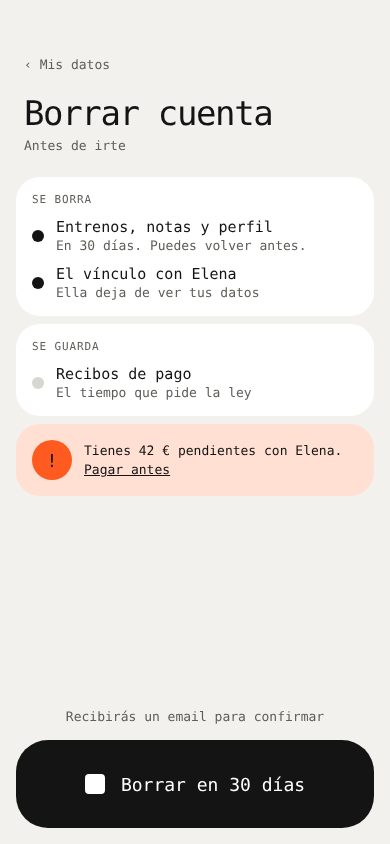 ‹ Mis datos
Borrar cuenta
Antes de irte
SE BORRA
Entrenos, notas y perfil
En 30 días. Puedes volver antes.
El vínculo con Elena
Ella deja de ver tus datos
SE GUARDA
Recibos de pago
El tiempo que pide la ley
!
Tienes 42 € pendientes con Elena.
Pagar antes
Recibirás un email para confirmar
Borrar en 30 días